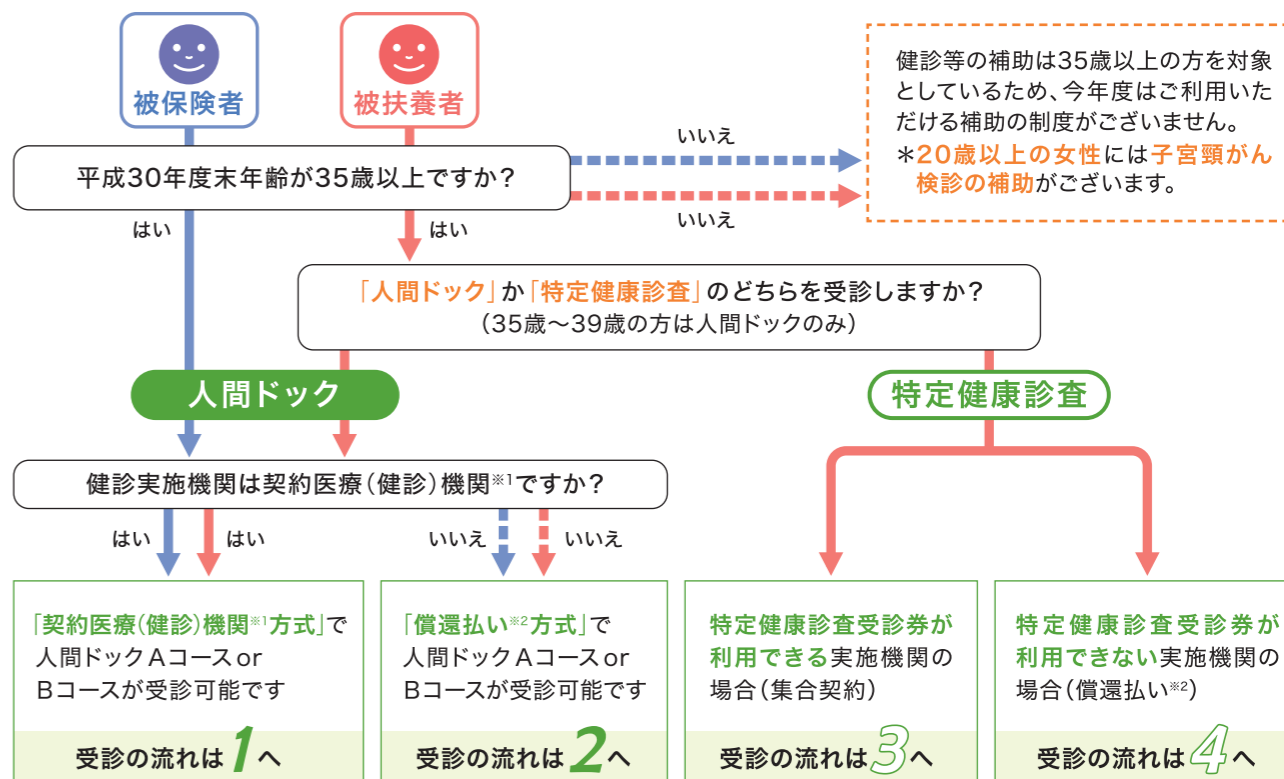 被保険者
被扶養者
健診等の補助は35歳以上の方を対象
としているため、今年度はご利用いた
だける補助の制度がございません。
＊20歳以上の女性には子宮頸がん
検診の補助がございます。
いいえ
平成30年度末年齢が35歳以上ですか？
いいえ
はい
はい
「人間ドック」か「特定健康診査」のどちらを受診しますか？
（35歳〜39歳の方は人間ドックのみ）
人間ドック
特定健康診査
健診実施機関は契約医療（健診）機関※1ですか？
はい
はい
いいえ
いいえ
「契約医療（健診）機関※1方式」で
人間ドックAコースor
Bコースが受診可能です
受診の流れは1へ
「償還払い※2方式」で
人間ドックAコースor
Bコースが受診可能です
受診の流れは2へ
特定健康診査受診券が
利用できる実施機関の
場合（集合契約）
受診の流れは3へ
特定健康診査受診券が
利用できない実施機関の
場合（償還払い※2）
受診の流れは4へ